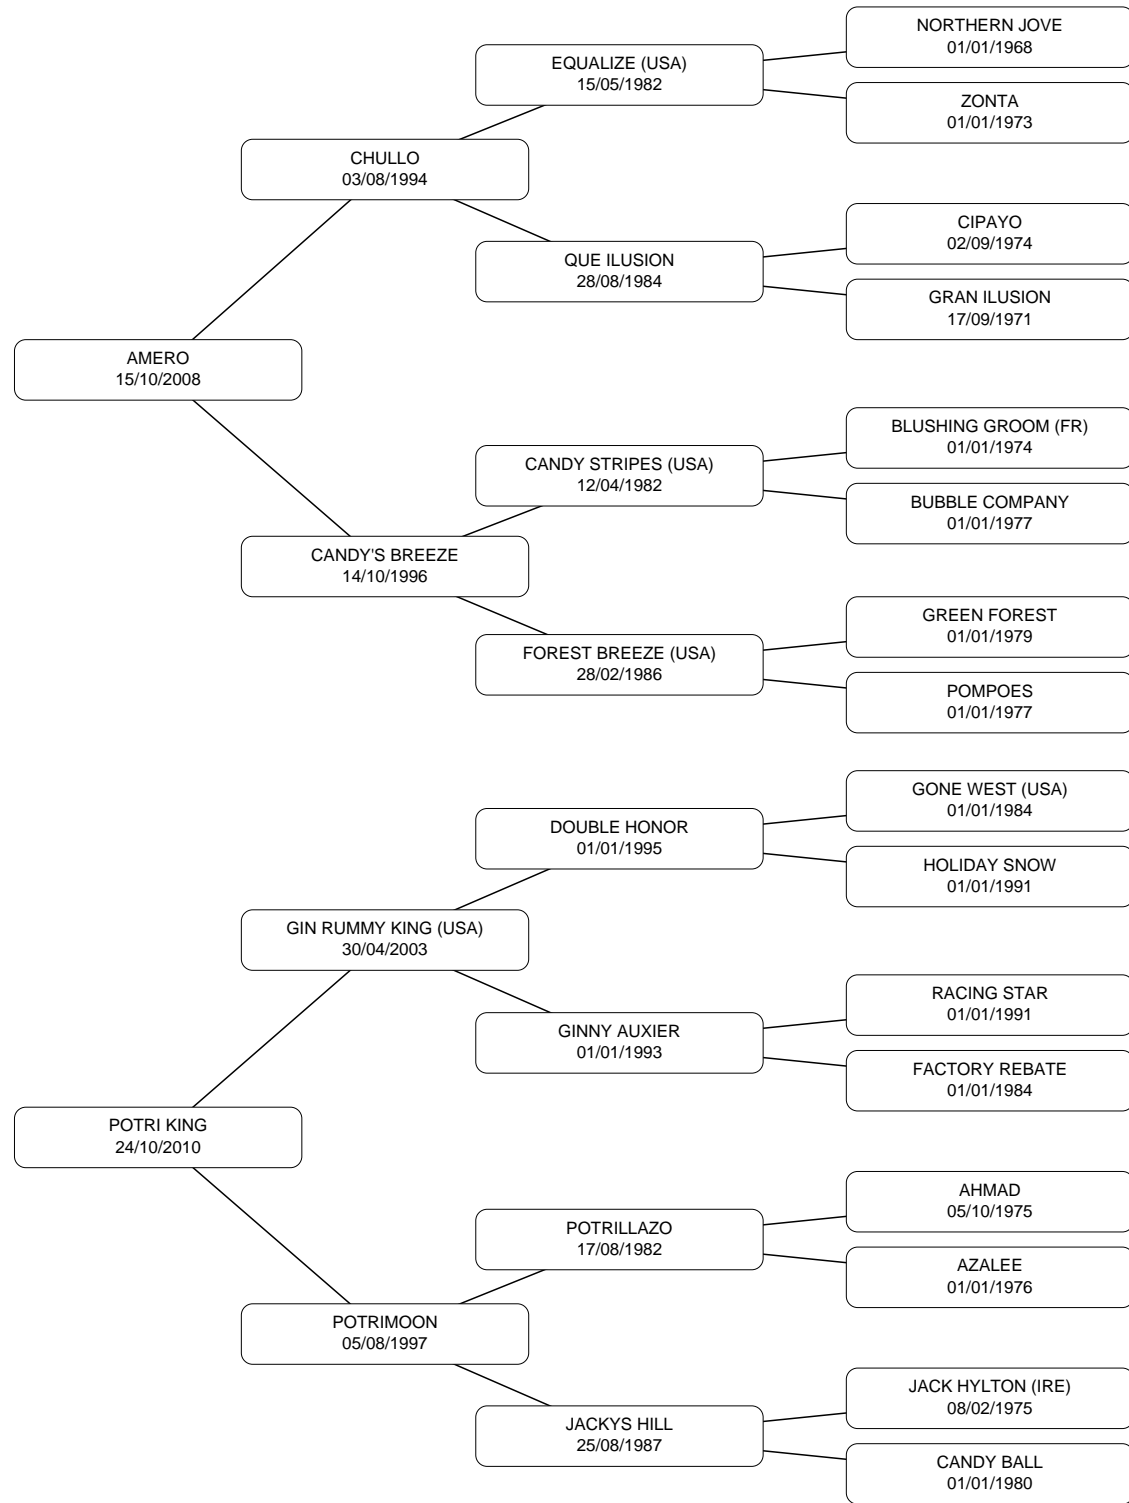 NORTHERN JOVE
01/01/1968
EQUALIZE (USA)
15/05/1982
ZONTA
01/01/1973
CHULLO
03/08/1994
CIPAYO
02/09/1974
QUE ILUSION
28/08/1984
GRAN ILUSION
17/09/1971
AMERO
15/10/2008
BLUSHING GROOM (FR)
01/01/1974
CANDY STRIPES (USA)
12/04/1982
BUBBLE COMPANY
01/01/1977
CANDY'S BREEZE
14/10/1996
GREEN FOREST
01/01/1979
FOREST BREEZE (USA)
28/02/1986
POMPOES
01/01/1977
GONE WEST (USA)
01/01/1984
DOUBLE HONOR
01/01/1995
HOLIDAY SNOW
01/01/1991
GIN RUMMY KING (USA)
30/04/2003
RACING STAR
01/01/1991
GINNY AUXIER
01/01/1993
FACTORY REBATE
01/01/1984
POTRI KING
24/10/2010
AHMAD
05/10/1975
POTRILLAZO
17/08/1982
AZALEE
01/01/1976
POTRIMOON
05/08/1997
JACK HYLTON (IRE)
08/02/1975
JACKYS HILL
25/08/1987
CANDY BALL
01/01/1980